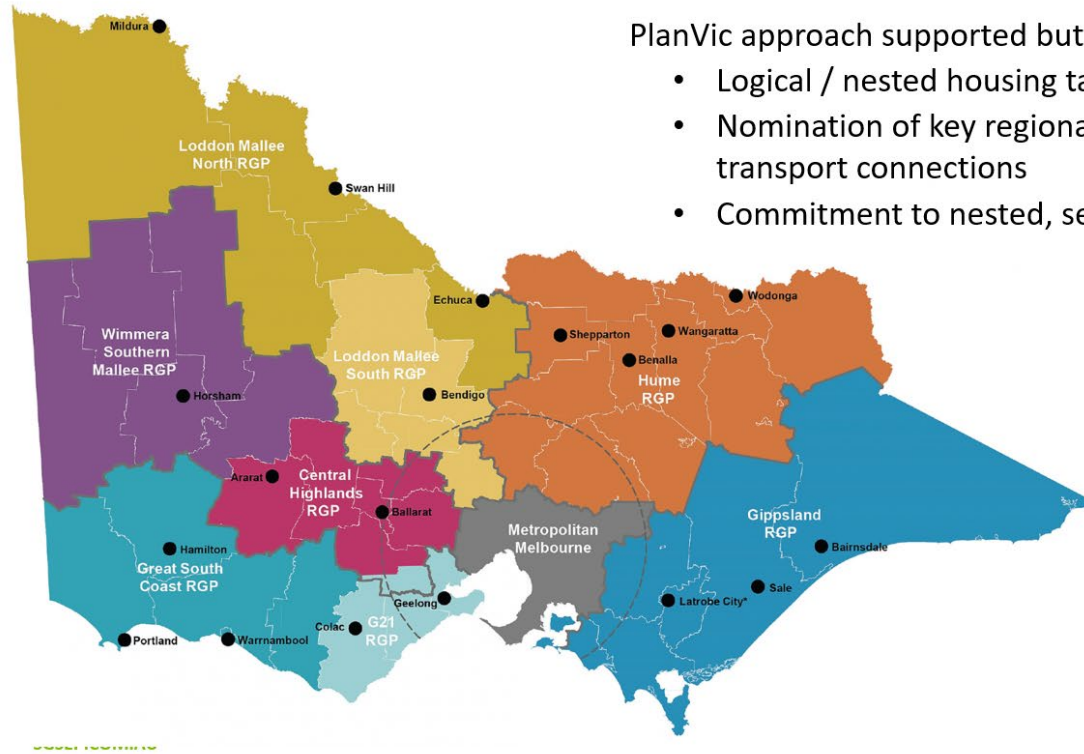 PlanVic approach supported but
• Logical / nested housing ta
• Nomination of key regiona
transport connections
• Commitment to nested, se
Mildura
Loddon Mallee
North RGP
Swan Hill
Echuca
Wodonga
Shepparton
Wangaratta
Benalla
Hume
RGP
Wimmera
Southern
Mallee RGP
Loddon Mallee
South RGP
Horsham
Bendigo
Ararat
Central
Highlands
RGP
Ballarat
Metropolitan
Melbourne
Gippsland
RGP
Bairnsdale
Hamilton
Great South
Coast RGP
Geelong
Latrobe City*
Sale
Colac
G21
RGP
Portland
Warrnambool